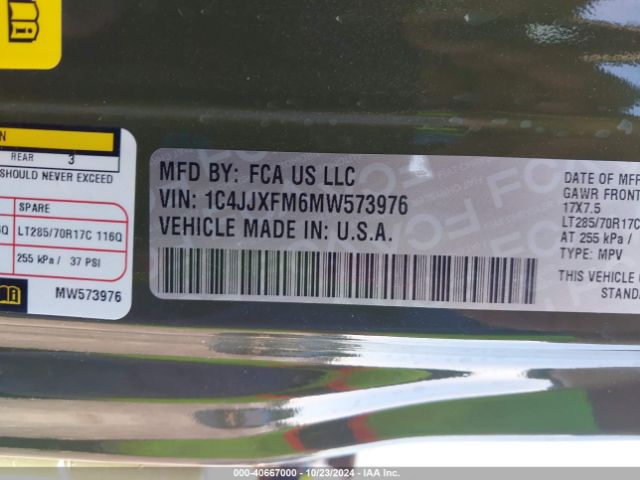 N
REAR 3
SHOULD NEVER EXCEED
SPARE
LT285/70R17C 116Q
255 kPa / 37 PSI
MW573976
MFD BY: FCA US LLC
VIN: 1C4JJXFM6MW573976
VEHICLE MADE IN: U.S.A.
DATE OF MFR
GAWR FRONT
17X7.5
LT285/70R17C
AT 255 kPa /
TYPE: MPV
THIS VEHICLE
STANDA
000-40667000 - 10/23/2024 - IAA Inc.